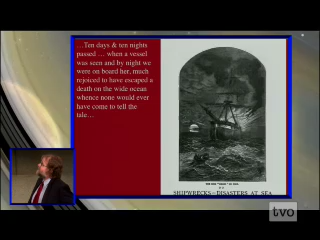 …Ten days & ten nights
passed … when a vessel
was seen and by night we
were on board her, much
rejoiced to have escaped a
death on the wide ocean
whence none would ever
have come to tell the
tale…
SHIPWRECKS—DISASTERS AT SEA
tvo